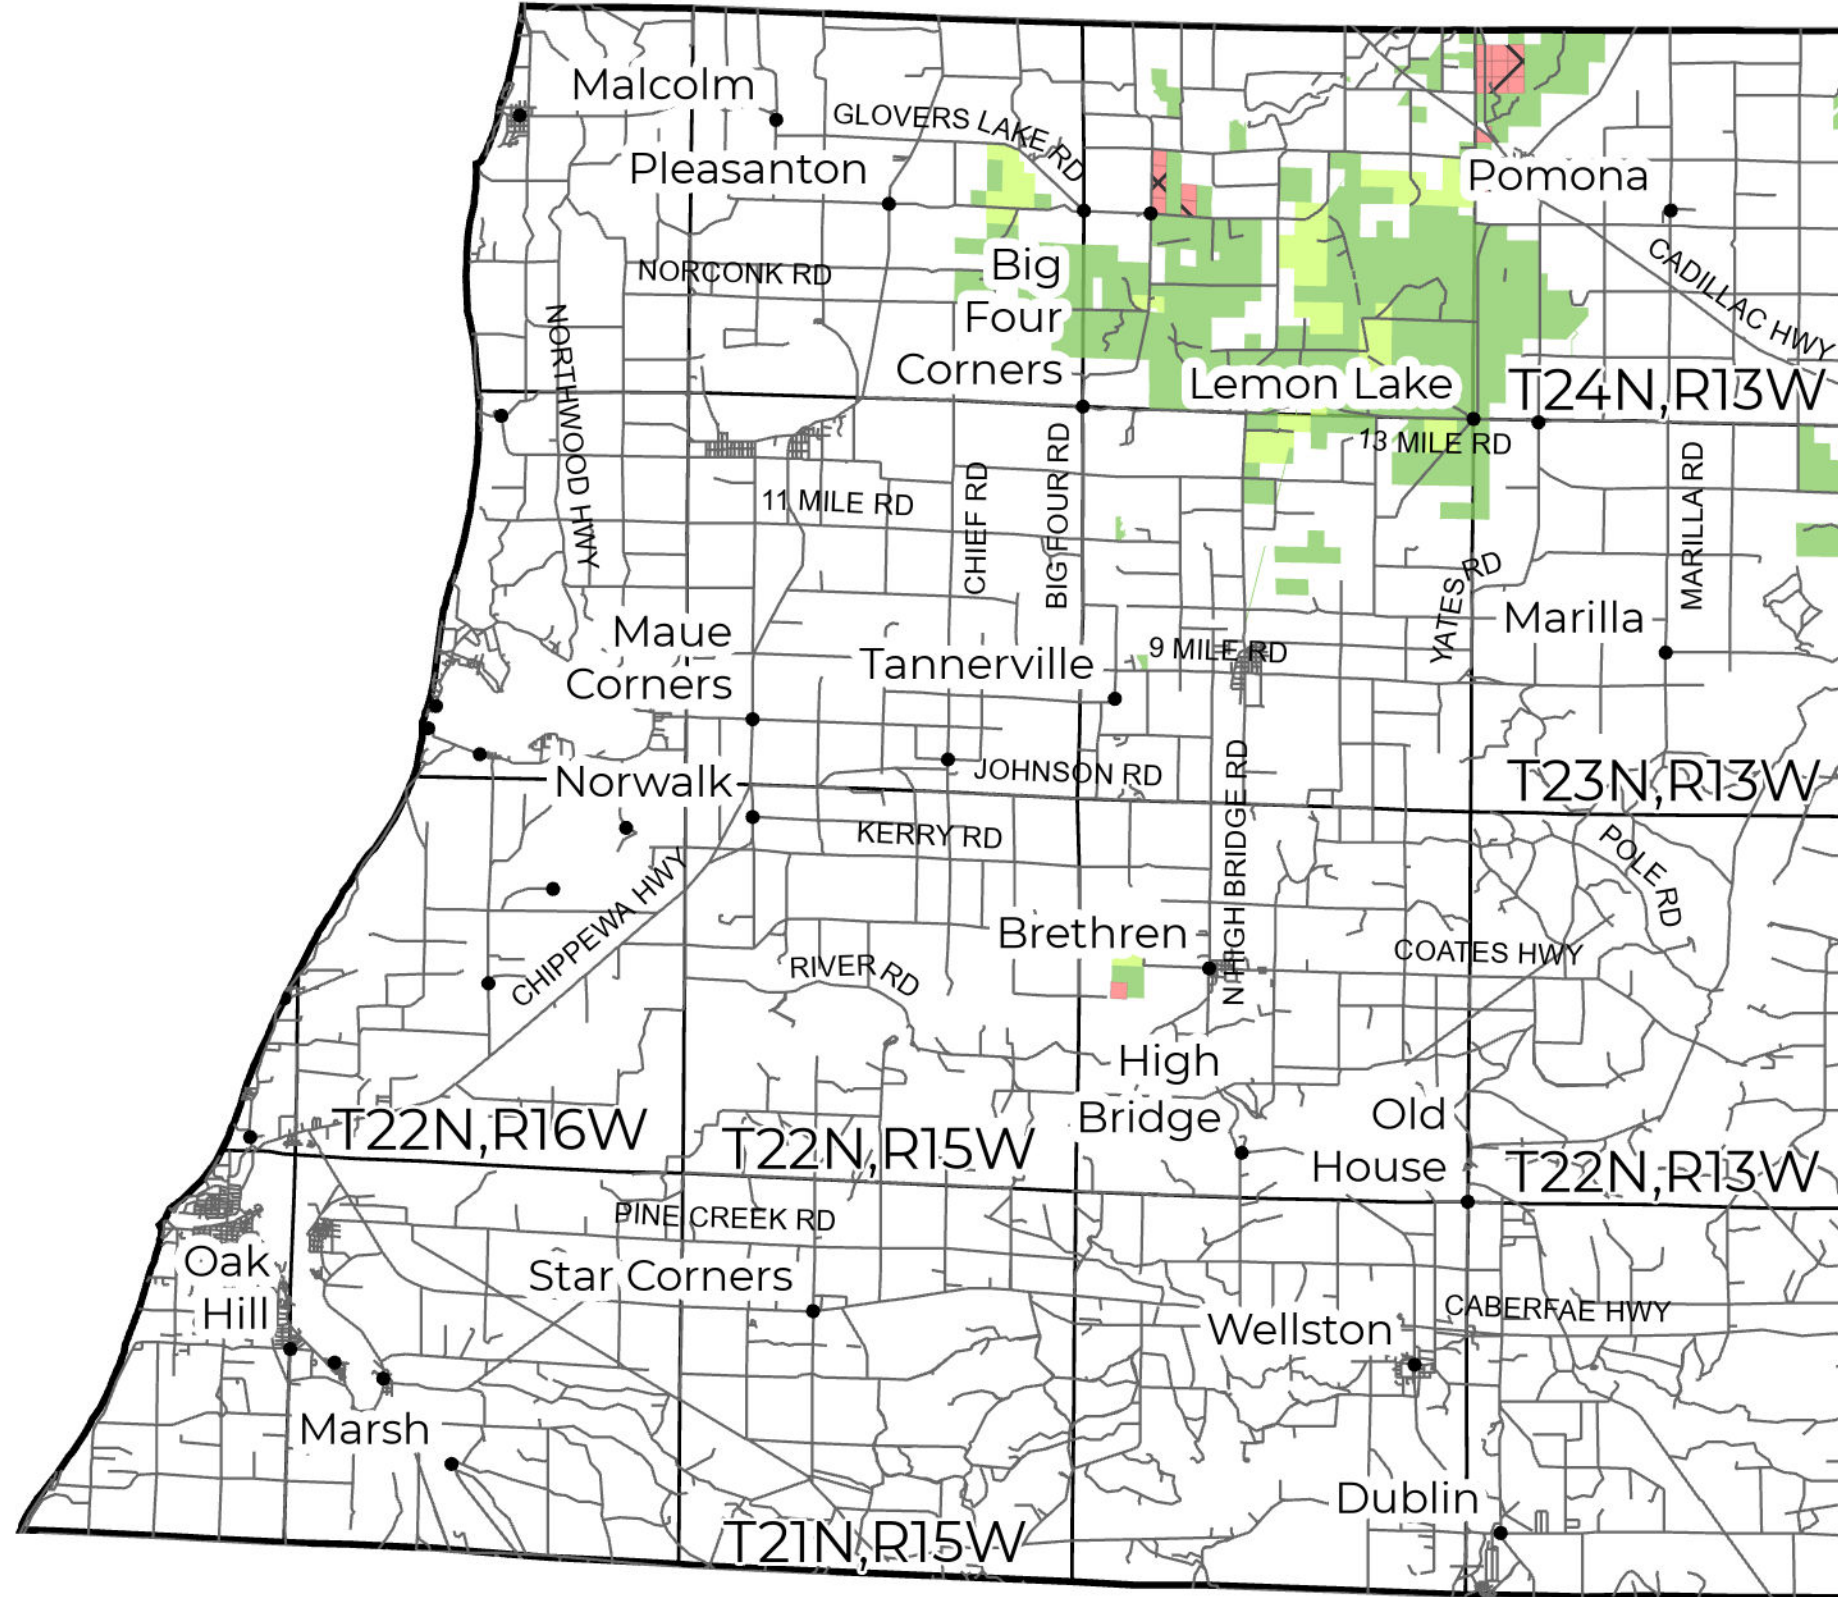 Malcolm
GLOVERS LAKE RD
Pleasanton
Pomona
Big
Four
Corners
NORCONK RD
CADILLAC HWY
NORTHWOOD HWY
Lemon Lake
T24N,R13W
13 MILE RD
11 MILE RD
CHIEF RD
BIG FOUR RD
MARILLA RD
YATES RD
Marilla
Maue
Corners
Tannerville
9 MILE RD
Norwalk
JOHNSON RD
T23N,R13W
KERRY RD
N HIGH BRIDGE RD
POLE RD
CHIPPEWA HWY
Brethren
COATES HWY
RIVER RD
High
Bridge
Old
House
T22N,R16W
T22N,R15W
T22N,R13W
PINE CREEK RD
Oak
Hill
Star Corners
CABERFAE HWY
Wellston
Marsh
Dublin
T21N,R15W